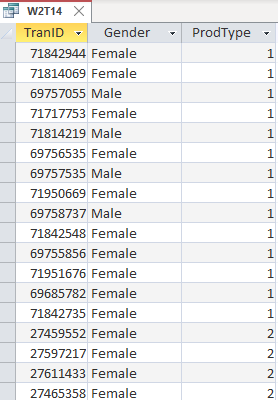 W2T14
TranID Gender ProdType
71842944 Female 1
71814069 Female 1
69757055 Male 1
71717753 Female 1
71814219 Male 1
69756535 Female 1
69757535 Male 1
71950669 Female 1
69758737 Male 1
71842548 Female 1
69755856 Female 1
71951676 Female 1
69685782 Female 1
71842735 Female 1
27459552 Female 2
27597217 Female 2
27611433 Female 2
27465358 Female 2